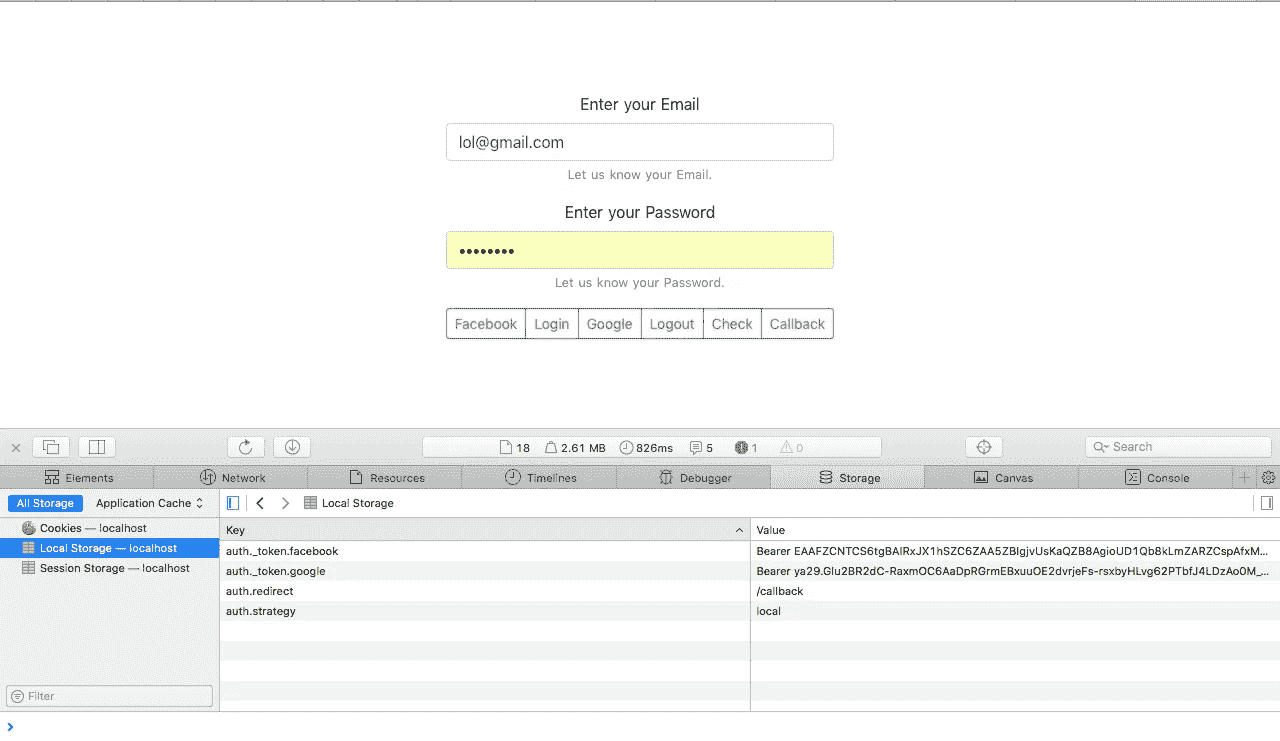 Enter your Email
lol@gmail.com
Let us know your Email.
Enter your Password
••••••••
Let us know your Password.
Facebook Login Google Logout Check Callback
18 2.61 MB 826ms 5 1 0 Search
Elements Network Resources Timelines Debugger Storage Canvas Console
All Storage Application Cache Local Storage
Cookies — localhost
Local Storage — localhost
Session Storage — localhost
Key Value
auth._token.facebook Bearer EAAFZCNTCS6tgBAIRxJX1hSZC6ZAA5ZBIgjvUsKaQZB8AgioUD1Qb8kLmZARZCspAfxM...
auth._token.google Bearer ya29.Glu2BR2dC-RaxmOC6AaDpRGrmEBxuuOE2dvrjeFs-rsxbyHLvg62PTbfJ4LDzAo0M_...
auth.redirect /callback
auth.strategy local
Filter